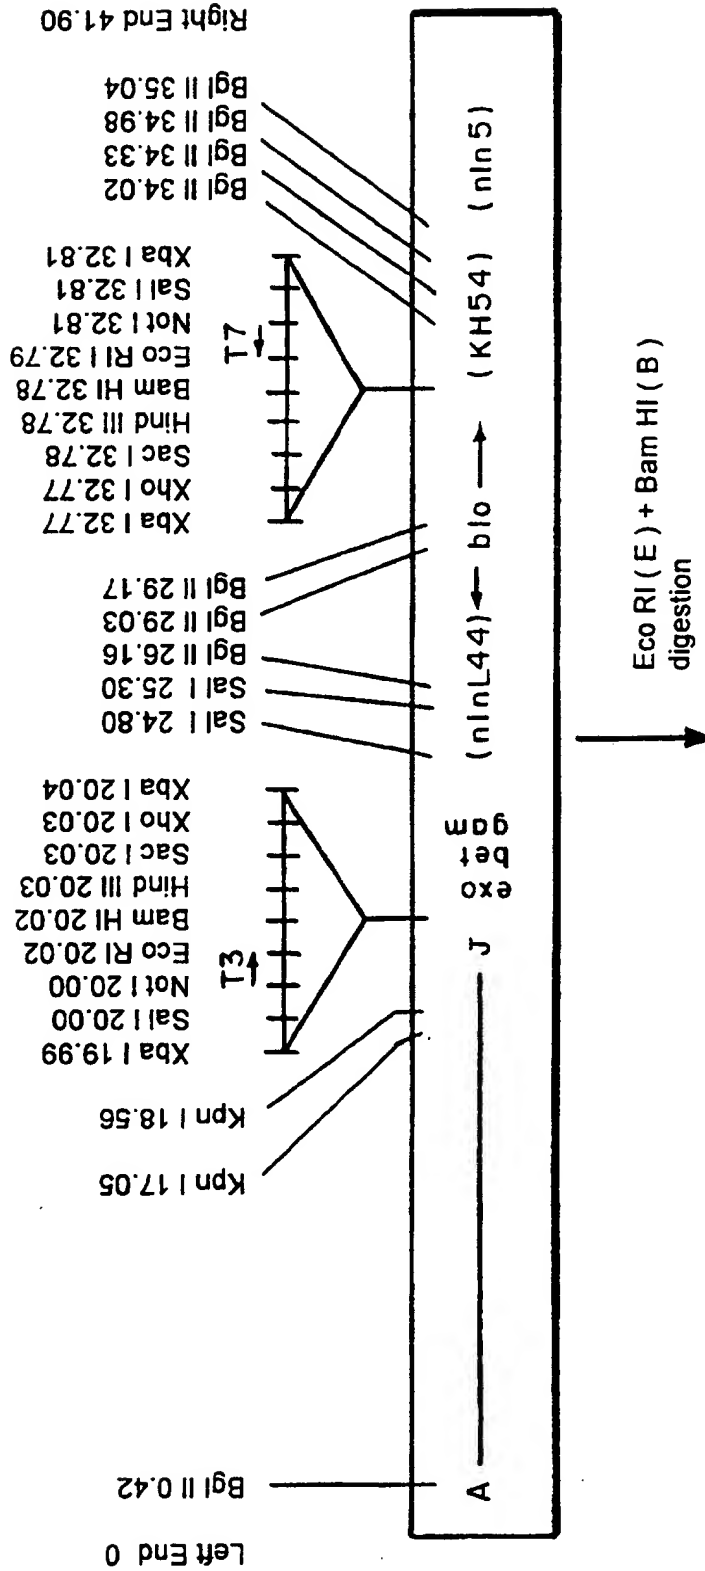 Left End 0
Bgl II 0.42
Kpn I 17.05
Kpn I 18.56
Xba I 19.99
Sal I 20.00
Not I 20.00
Eco RI 20.02
Bam HI 20.02
Hind III 20.03
Sac I 20.03
Xho I 20.03
Xba I 20.04
T3
Sal I 24.80
Sal I 25.30
Bgl II 26.16
Bgl II 29.03
Bgl II 29.17
Xba I 32.77
Xho I 32.77
Sac I 32.78
Hind III 32.78
Bam HI 32.78
Eco RI 32.79
Not I 32.81
Sal I 32.81
Xba I 32.81
T7
Bgl II 34.02
Bgl II 34.33
Bgl II 34.98
Bgl II 35.04
Right End 41.90
A J
exo
bet
gam
(nInL44) bio (KH54) (nIn5)
Eco RI (E) + Bam HI (B)
digestion